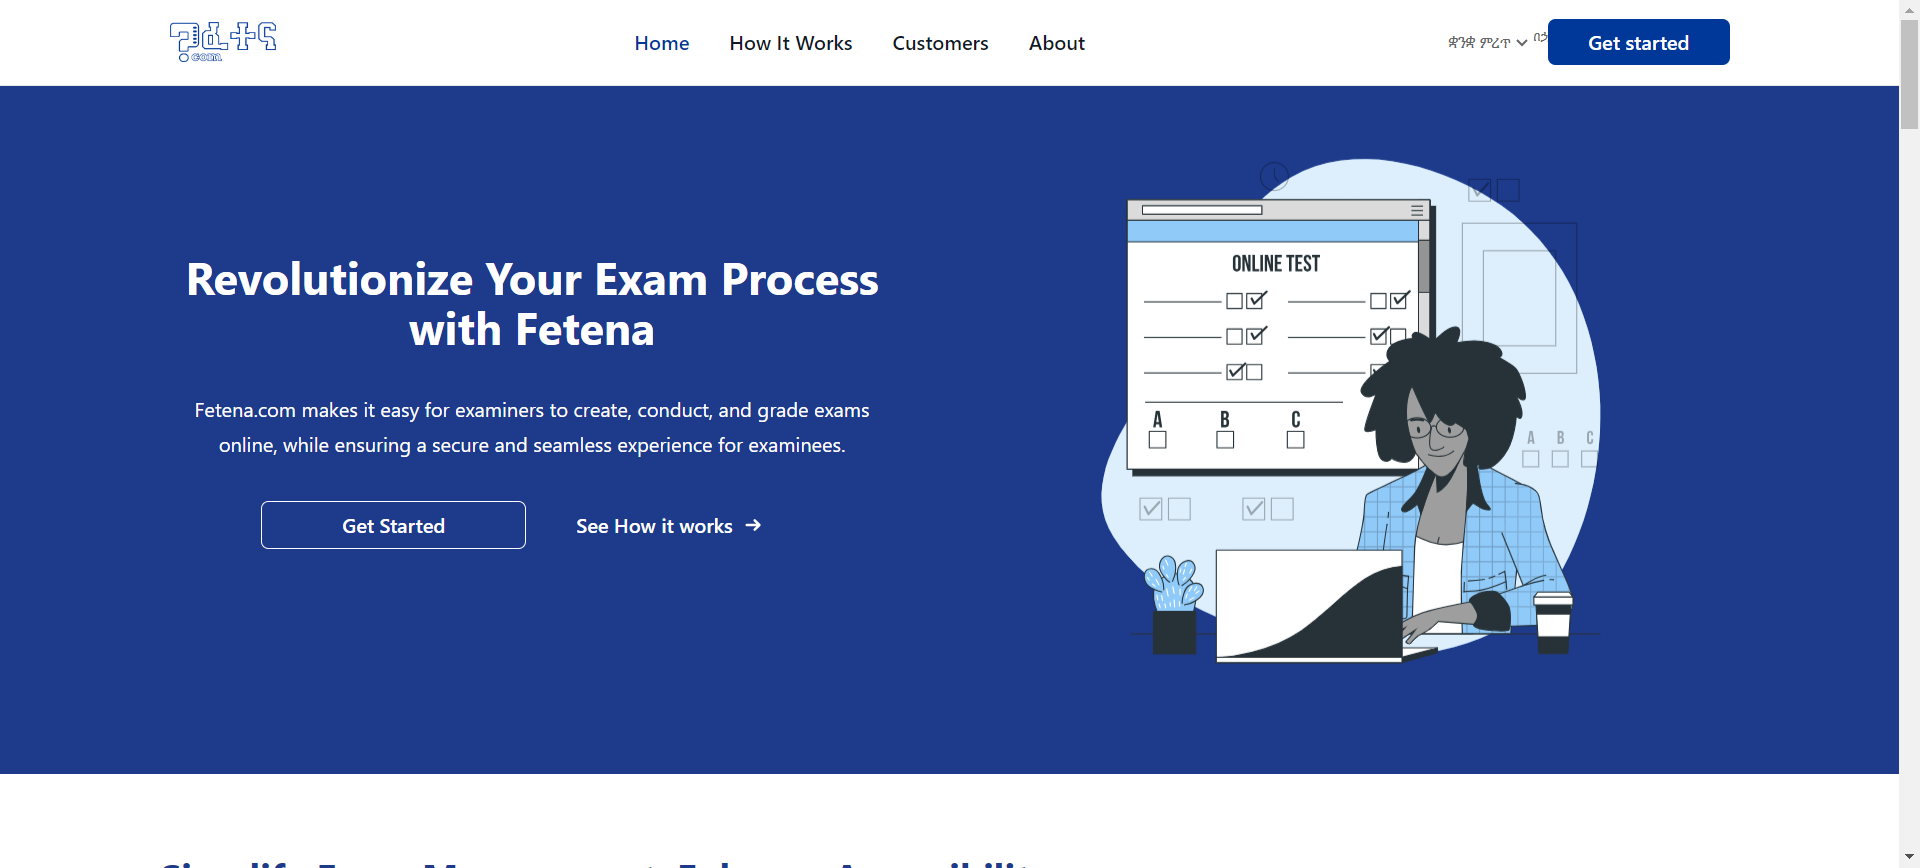 ፈተና
.com
Home
How It Works
Customers
About
ቋንቋ ምረጥ
በኃ
Get started
Revolutionize Your Exam Process
with Fetena
Fetena.com makes it easy for examiners to create, conduct, and grade exams
online, while ensuring a secure and seamless experience for examinees.
Get Started
See How it works
ONLINE TEST
A B C
A B C